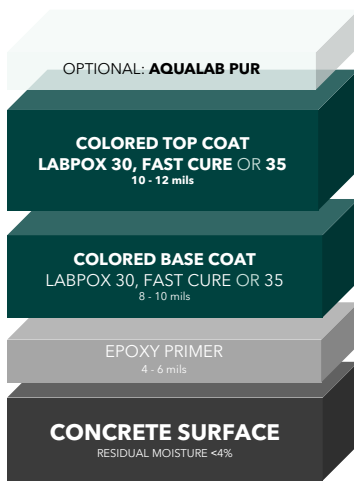 OPTIONAL: AQUALAB PUR
COLORED TOP COAT
LABPOX 30, FAST CURE OR 35
10 - 12 mils
COLORED BASE COAT
LABPOX 30, FAST CURE OR 35
8 - 10 mils
EPOXY PRIMER
4 - 6 mils
CONCRETE SURFACE
RESIDUAL MOISTURE <4%